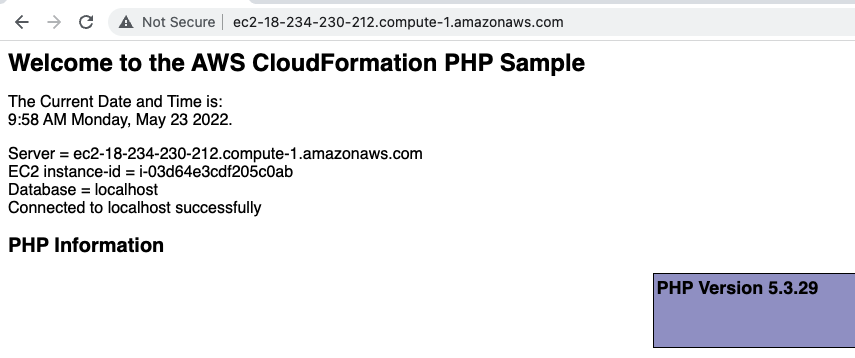 Not Secure | ec2-18-234-230-212.compute-1.amazonaws.com
Welcome to the AWS CloudFormation PHP Sample
The Current Date and Time is:
9:58 AM Monday, May 23 2022.
Server = ec2-18-234-230-212.compute-1.amazonaws.com
EC2 instance-id = i-03d64e3cdf205c0ab
Database = localhost
Connected to localhost successfully
PHP Information
PHP Version 5.3.29